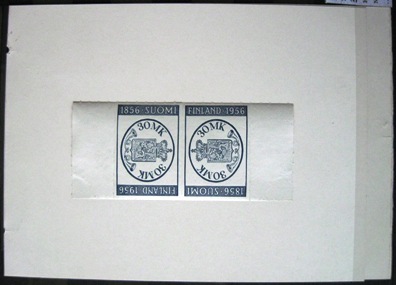 1856 · SUOMI FINLAND · 1956
30MK 30MK
30MK 30MK
FINLAND · 1956 1856 · SUOMI